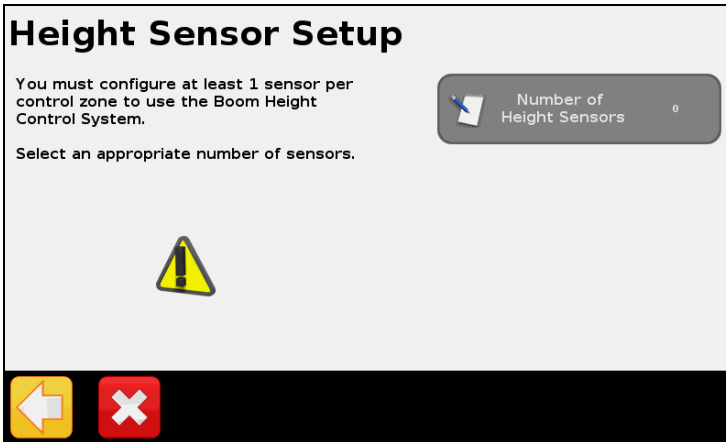 Height Sensor Setup
You must configure at least 1 sensor per
control zone to use the Boom Height
Control System.
Select an appropriate number of sensors.
Number of
Height Sensors
0